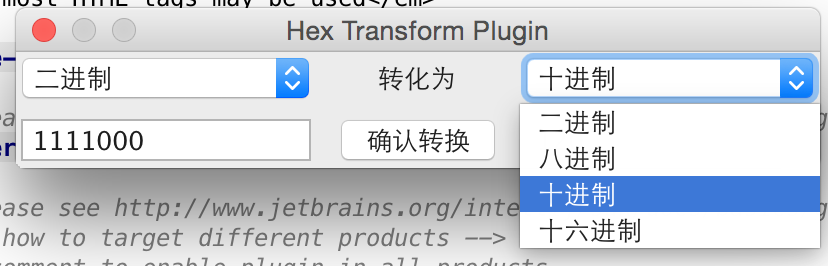 most HTML tags may be used</em>
Hex Transform Plugin
二进制 转化为 十进制
1111000 确认转换
二进制
八进制
十进制
十六进制
ease see http://www.jetbrains.org/inte
how to target different products -->
comment to enable plugin in all products